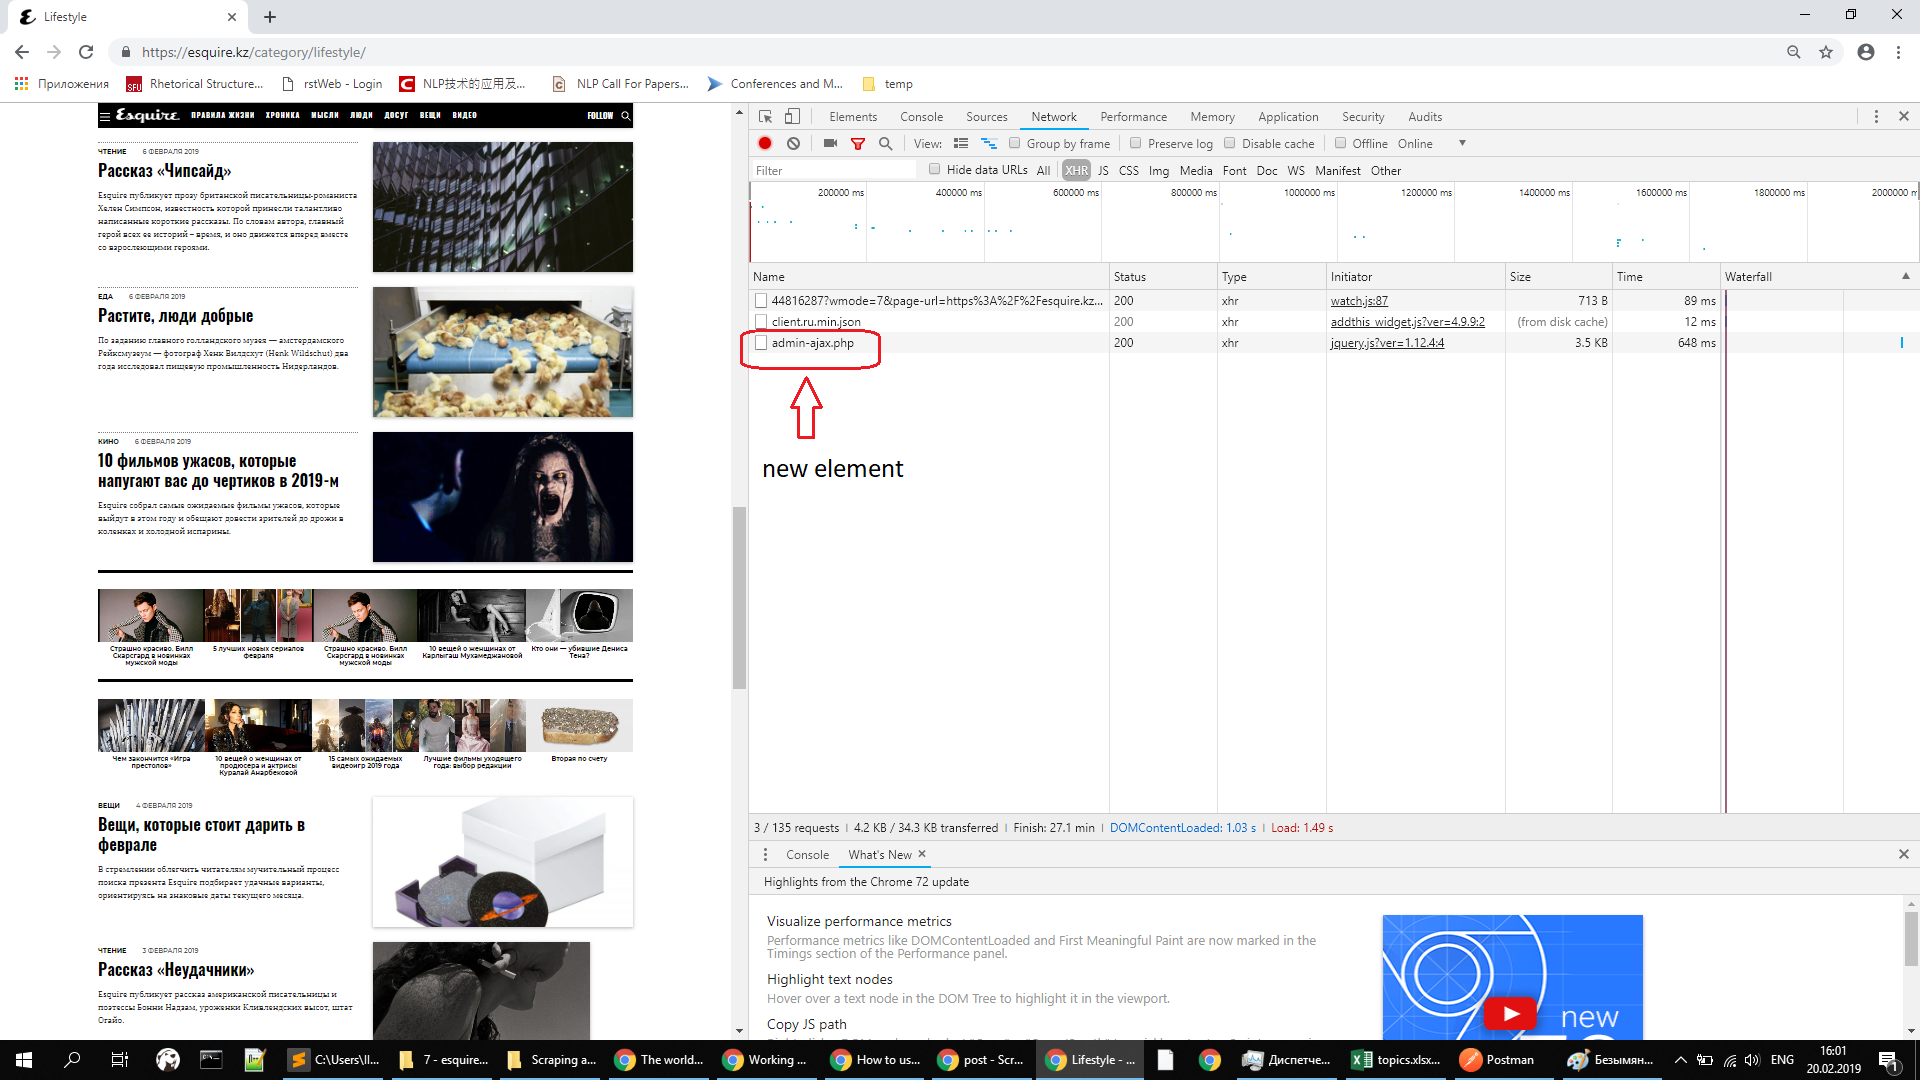 Lifestyle
https://esquire.kz/category/lifestyle/
Приложения
Rhetorical Structure...
rstWeb - Login
NLP技术的应用及...
NLP Call For Papers...
Conferences and M...
temp
Esquire ПРАВИЛА ЖИЗНИ ХРОНИКА МЫСЛИ ЛЮДИ ДОСУГ ВЕЩИ ВИДЕО FOLLOW
ЧТЕНИЕ 6 ФЕВРАЛЯ 2019
Рассказ «Чипсайд»
Esquire публикует прозу британской писательницы-романиста
Хелен Симпсон, известность которой принесли талантливо
написанные короткие рассказы. По словам автора, главный
герой всех ее историй – время, и оно движется вперед вместе
со взрослеющими героями.
ЕДА 6 ФЕВРАЛЯ 2019
Растите, люди добрые
По заданию главного голландского музея — амстердамского
Рейксмузеум — фотограф Хенк Вилдсхут (Henk Wildschut) два
года исследовал пищевую промышленность Нидерландов.
КИНО 6 ФЕВРАЛЯ 2019
10 фильмов ужасов, которые
напугают вас до чертиков в 2019-м
Esquire собрал самые ожидаемые фильмы ужасов, которые
выйдут в этом году и обещают довести зрителей до дрожи в
коленках и холодной испарины.
Страшно красиво. Билл
Скарсгард в новинках
мужской моды
5 лучших новых сериалов
февраля
Страшно красиво. Билл
Скарсгард в новинках
мужской моды
10 вещей о женщинах от
Карлыгаш Мухамеджановой
Кто они — убившие Дениса
Тена?
Чем закончится «Игра
престолов»
10 вещей о женщинах от
продюсера и актрисы
Куралай Анарбековой
15 самых ожидаемых
видеоигр 2019 года
Лучшие фильмы уходящего
года: выбор редакции
Вторая по счету
ВЕЩИ 4 ФЕВРАЛЯ 2019
Вещи, которые стоит дарить в
феврале
В стремлении облегчить читателям мучительный процесс
поиска презента Esquire подбирает удачные варианты,
ориентируясь на знаковые даты текущего месяца.
ЧТЕНИЕ 3 ФЕВРАЛЯ 2019
Рассказ «Неудачники»
Esquire публикует рассказ американской писательницы и
поэтессы Бонни Надзам, уроженки Кливлендских высот, штат
Огайо.
Elements Console Sources Network Performance Memory Application Security Audits
View: Group by frame Preserve log Disable cache Offline Online
Filter Hide data URLs All XHR JS CSS Img Media Font Doc WS Manifest Other
200000 ms 400000 ms 600000 ms 800000 ms 1000000 ms 1200000 ms 1400000 ms 1600000 ms 1800000 ms 2000000 m
Name Status Type Initiator Size Time Waterfall
44816287?wmode=7&page-url=https%3A%2F%2Fesquire.kz... 200 xhr watch.js:87 713 B 89 ms
client.ru.min.json 200 xhr addthis_widget.js?ver=4.9.9:2 (from disk cache) 12 ms
admin-ajax.php 200 xhr jquery.js?ver=1.12.4:4 3.5 KB 648 ms
new element
3 / 135 requests | 4.2 KB / 34.3 KB transferred | Finish: 27.1 min | DOMContentLoaded: 1.03 s | Load: 1.49 s
Console What's New
Highlights from the Chrome 72 update
Visualize performance metrics
Performance metrics like DOMContentLoaded and First Meaningful Paint are now marked in the
Timings section of the Performance panel.
Highlight text nodes
Hover over a text node in the DOM Tree to highlight it in the viewport.
Copy JS path
new
C:\Users\ll...
7 - esquire...
Scraping a...
The world...
Working ...
How to us...
post - Scr...
Lifestyle - ...
Диспетче...
topics.xlsx...
Postman
Безымян...
ENG
16:01
20.02.2019
1